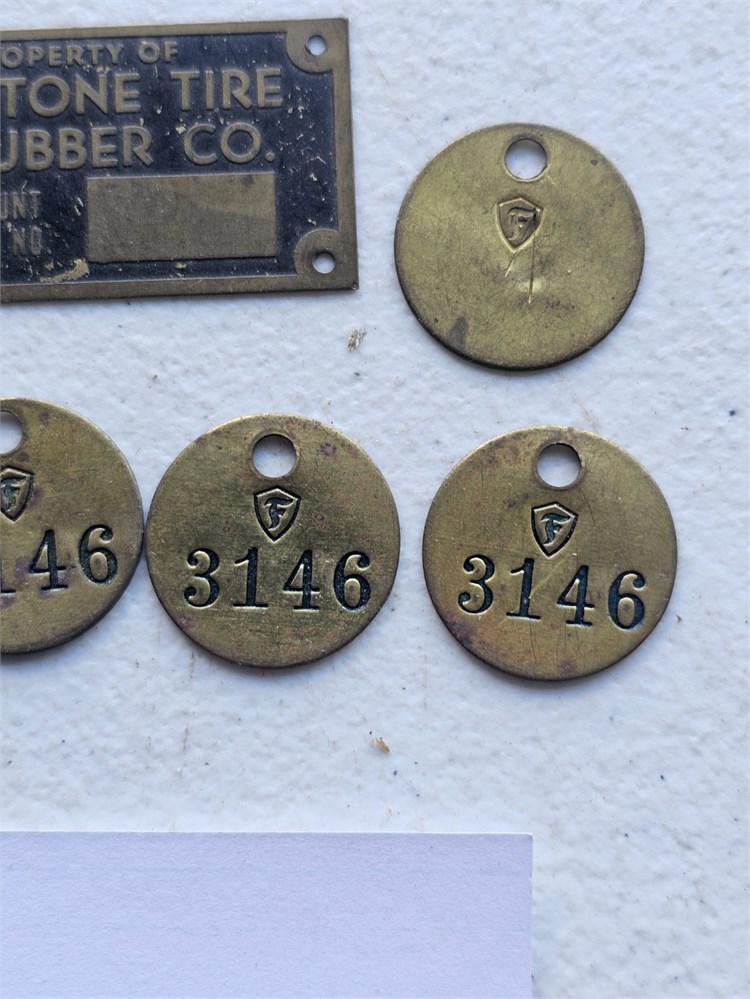 OPERTY OF
TONE TIRE
UBBER CO.
UNT
NO
F
F
146
F
3146
F
3146